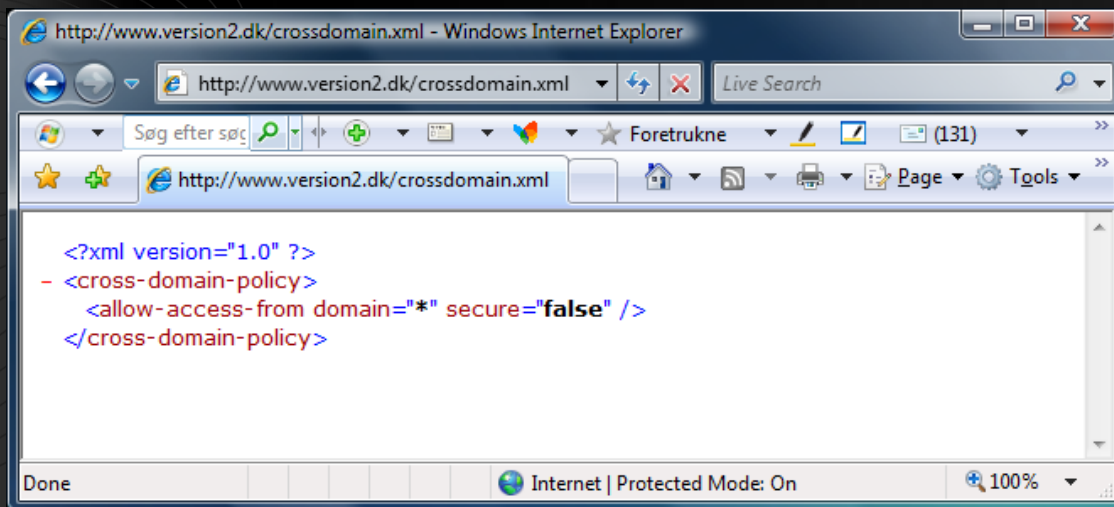 http://www.version2.dk/crossdomain.xml - Windows Internet Explorer
http://www.version2.dk/crossdomain.xml Live Search
Søg efter søg Foretrukne (131) »
http://www.version2.dk/crossdomain.xml Page Tools »
<?xml version="1.0" ?>
- <cross-domain-policy>
<allow-access-from domain="*" secure="false" />
</cross-domain-policy>
Done Internet | Protected Mode: On 100%